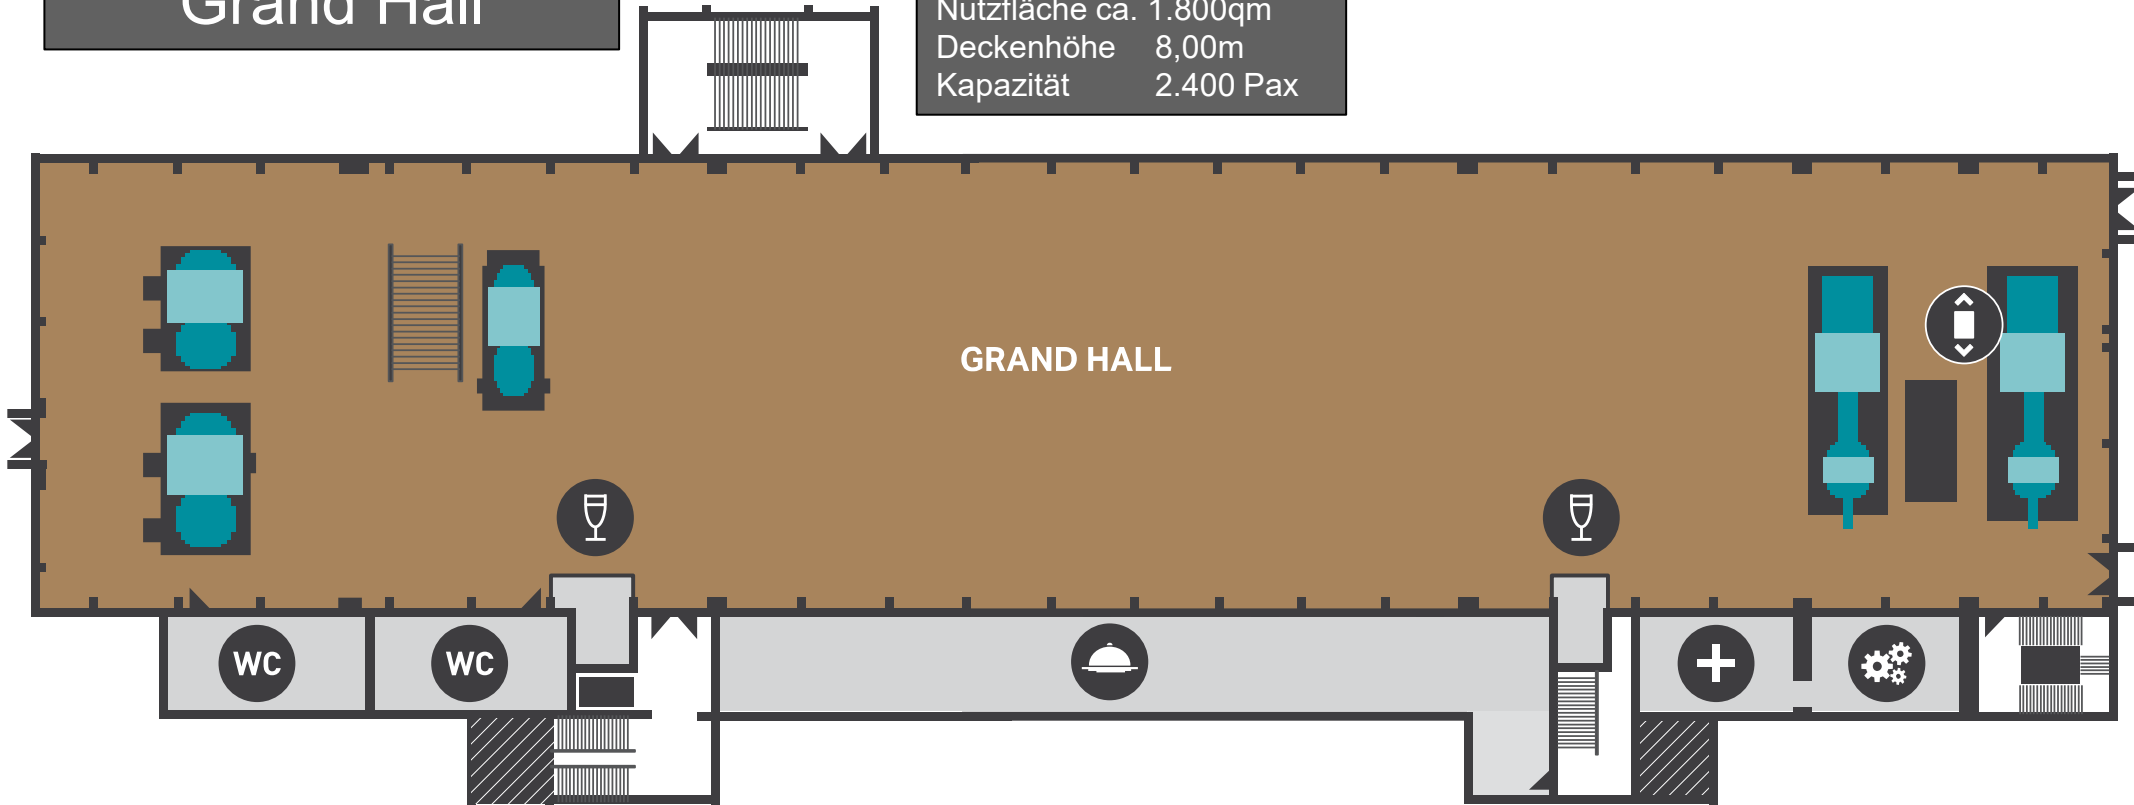 Grand Hall
Nutzfläche ca. 1.800qm
Deckenhöhe 8,00m
Kapazität 2.400 Pax
GRAND HALL
WC
WC